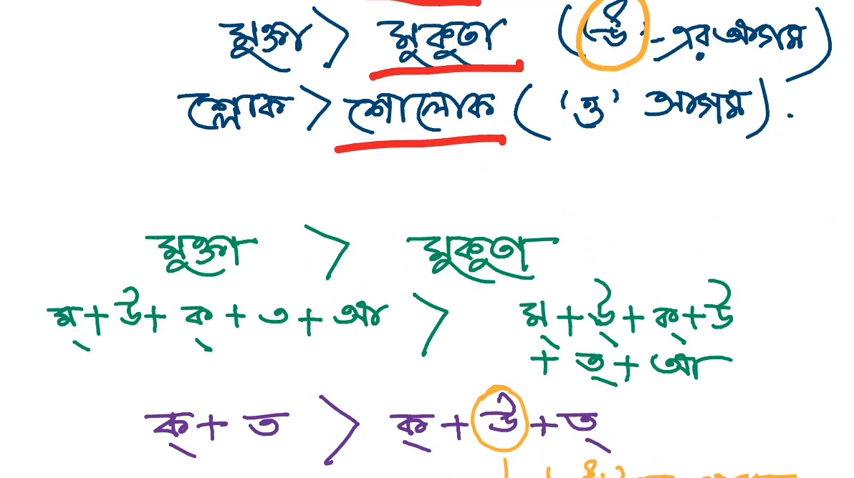 মুক্তা > মুকুতা (উ-এর আগম)
শ্লোক > শোলোক ('ও' আগম).
মুক্তা > মুকুতা
ম্ + উ + ক্ + ত + আ > ম্ + উ + ক্ + উ
+ ত্ + আ
ক্ + ত > ক্ + উ + ত্